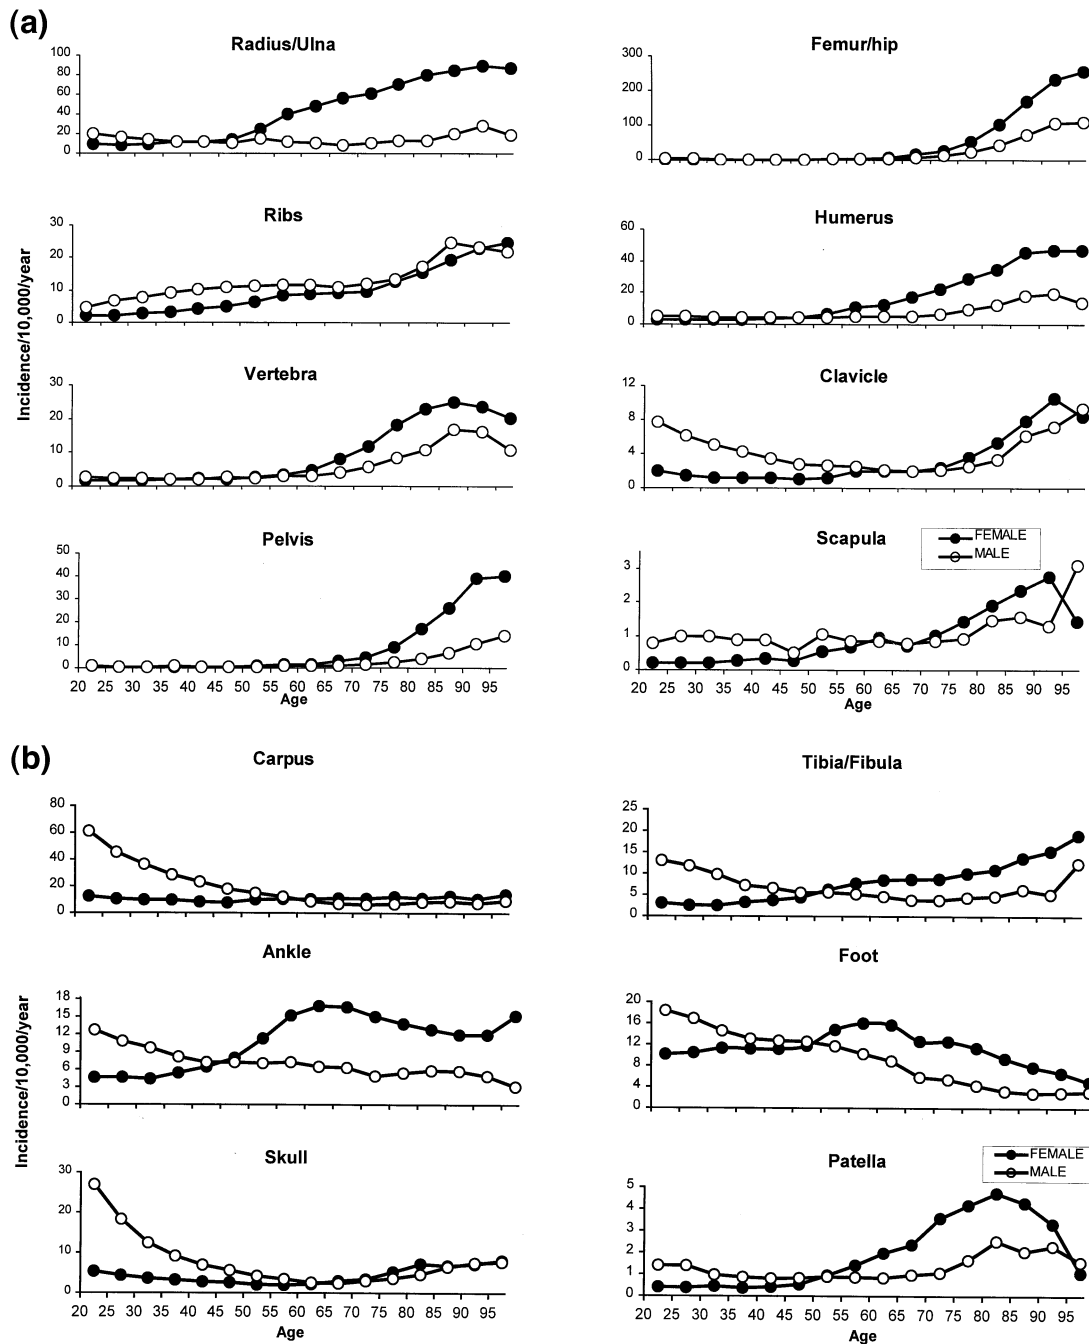 (a)
Radius/Ulna
100
80
60
40
20
0
Femur/hip
300
200
100
0
Incidence/10,000/year
Ribs
30
20
10
0
Humerus
60
40
20
0
Vertebra
30
20
10
0
Clavicle
12
8
4
0
Pelvis
50
40
30
20
10
0
20 25 30 35 40 45 50 55 60 65 70 75 80 85 90 95
Age
Scapula
FEMALE
MALE
3
2
1
0
20 25 30 35 40 45 50 55 60 65 70 75 80 85 90 95
Age
(b)
Carpus
80
60
40
20
0
Tibia/Fibula
25
20
15
10
5
0
Incidence/10,000/year
Ankle
18
15
12
9
6
3
0
Foot
20
16
12
8
4
0
Skull
30
20
10
0
20 25 30 35 40 45 50 55 60 65 70 75 80 85 90 95
Age
Patella
FEMALE
MALE
5
4
3
2
1
0
20 25 30 35 40 45 50 55 60 65 70 75 80 85 90 95
Age